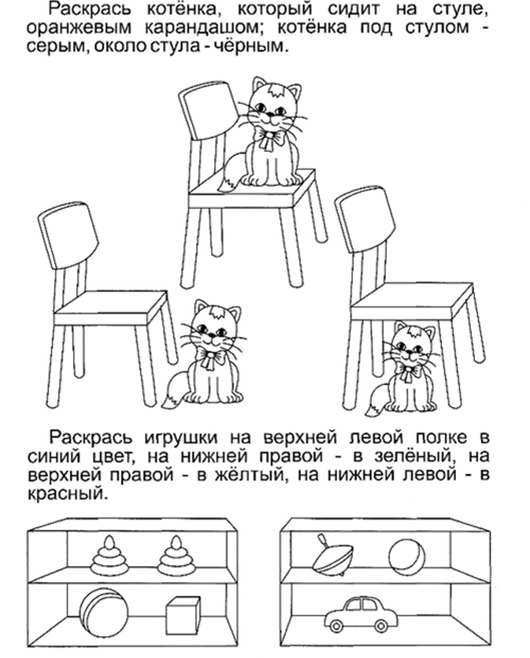 Раскрась котёнка, который сидит на стуле,
оранжевым карандашом; котёнка под стулом -
серым, около стула - чёрным.
Раскрась игрушки на верхней левой полке в
синий цвет, на нижней правой - в зелёный, на
верхней правой - в жёлтый, на нижней левой - в
красный.